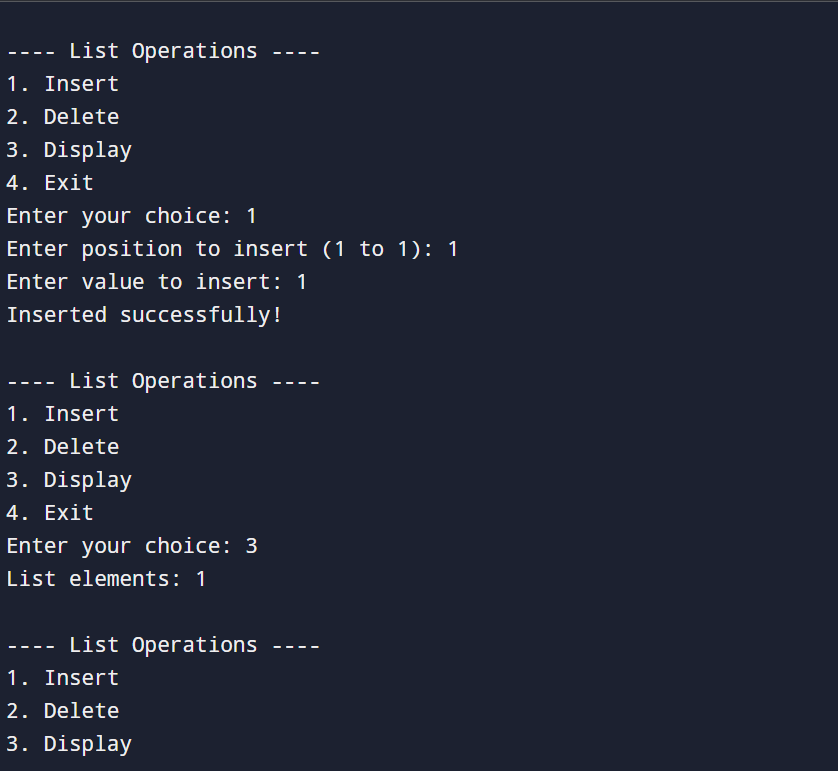 ---- List Operations ----
1. Insert
2. Delete
3. Display
4. Exit
Enter your choice: 1
Enter position to insert (1 to 1): 1
Enter value to insert: 1
Inserted successfully!
---- List Operations ----
1. Insert
2. Delete
3. Display
4. Exit
Enter your choice: 3
List elements: 1
---- List Operations ----
1. Insert
2. Delete
3. Display